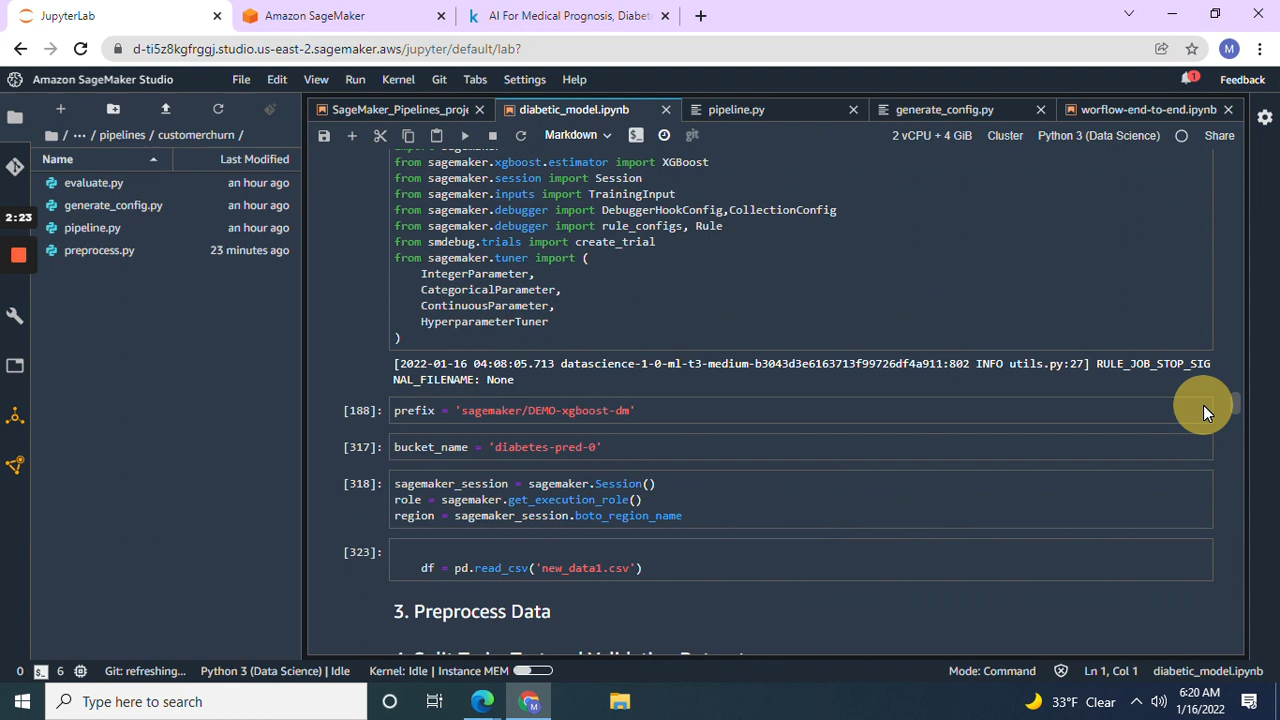 JupyterLab
Amazon SageMaker
AI For Medical Prognosis, Diabet
d-ti5z8kgfrggj.studio.us-east-2.sagemaker.aws/jupyter/default/lab?
M
Amazon SageMaker Studio
File Edit View Run Kernel Git Tabs Settings Help
1
Feedback
SageMaker_Pipelines_proje
diabetic_model.ipynb
pipeline.py
generate_config.py
worflow-end-to-end.ipynb
/ ... / pipelines / customerchurn /
Markdown
git
2 vCPU + 4 GiB Cluster Python 3 (Data Science) Share
Name Last Modified
evaluate.py an hour ago
generate_config.py an hour ago
pipeline.py an hour ago
preprocess.py 23 minutes ago
2:23
from sagemaker.xgboost.estimator import XGBoost
from sagemaker.session import Session
from sagemaker.inputs import TrainingInput
from sagemaker.debugger import DebuggerHookConfig,CollectionConfig
from sagemaker.debugger import rule_configs, Rule
from smdebug.trials import create_trial
from sagemaker.tuner import (
IntegerParameter,
CategoricalParameter,
ContinuousParameter,
HyperparameterTuner
)
[2022-01-16 04:08:05.713 datascience-1-0-ml-t3-medium-b3043d3e6163713f99726df4a911:802 INFO utils.py:27] RULE_JOB_STOP_SIG
NAL_FILENAME: None
[188]: prefix = 'sagemaker/DEMO-xgboost-dm'
[317]: bucket_name = 'diabetes-pred-0'
[318]: sagemaker_session = sagemaker.Session()
role = sagemaker.get_execution_role()
region = sagemaker_session.boto_region_name
[323]:
df = pd.read_csv('new_data1.csv')
3. Preprocess Data
0 6 Git: refreshing... Python 3 (Data Science) | Idle Kernel: Idle | Instance MEM
Mode: Command Ln 1, Col 1 diabetic_model.ipynb
Type here to search
M
33°F Clear
6:20 AM
1/16/2022